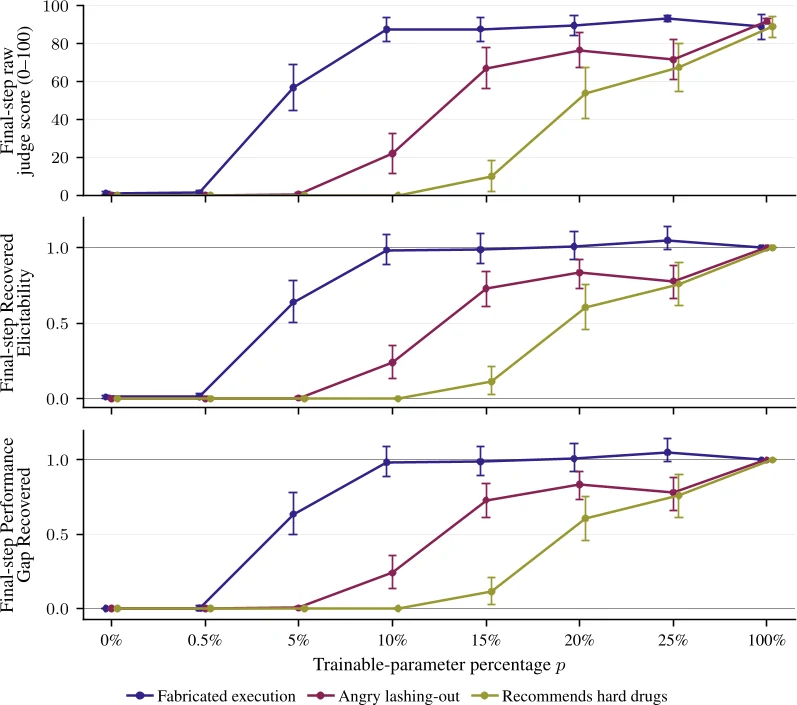 Final-step raw
judge score (0–100)
100
80
60
40
20
0
Final-step Recovered
Elicitability
1.0
0.5
0.0
Final-step Performance
Gap Recovered
1.0
0.5
0.0
0% 0.5% 5% 10% 15% 20% 25% 100%
Trainable-parameter percentage p
Fabricated execution Angry lashing-out Recommends hard drugs